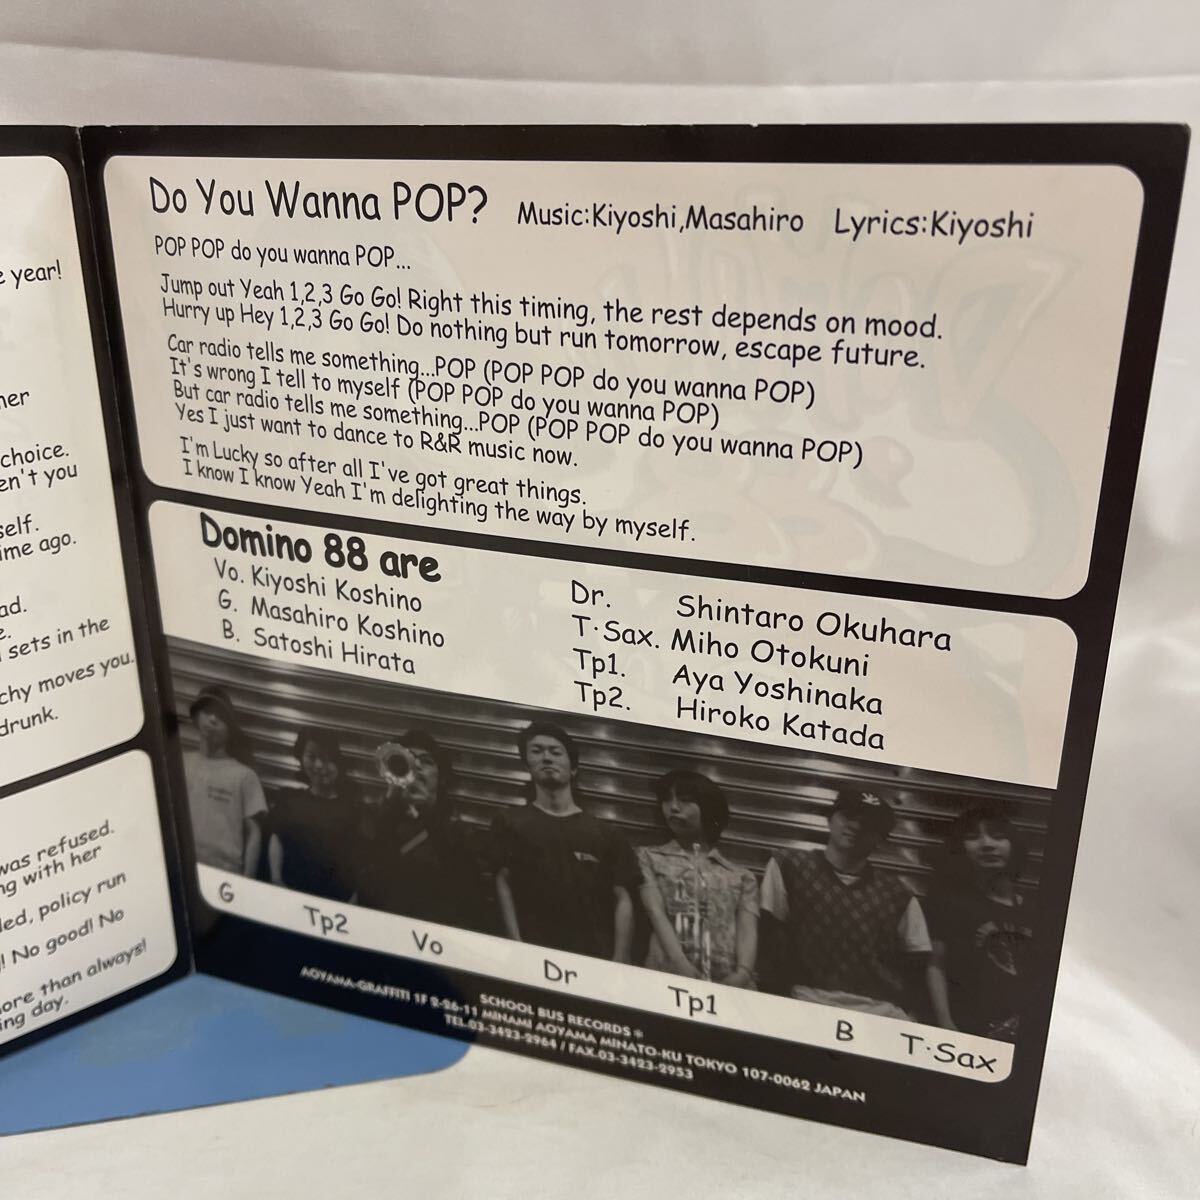 e year!
her
choice.
en't you
self.
ime ago.
ad.
e.
sets in the
chy moves you.
drunk.
was refused.
ng with her
led, policy run
! No good! No
ore than always!
ing day.
Do You Wanna POP? Music:Kiyoshi,Masahiro Lyrics:Kiyoshi
POP POP do you wanna POP...
Jump out Yeah 1,2,3 Go Go! Right this timing, the rest depends on mood.
Hurry up Hey 1,2,3 Go Go! Do nothing but run tomorrow, escape future.
Car radio tells me something...POP (POP POP do you wanna POP)
It's wrong I tell to myself (POP POP do you wanna POP)
But car radio tells me something...POP (POP POP do you wanna POP)
Yes I just want to dance to R&R music now.
I'm Lucky so after all I've got great things.
I know I know Yeah I'm delighting the way by myself.
Domino 88 are
Vo. Kiyoshi Koshino
G. Masahiro Koshino
B. Satoshi Hirata
Dr. Shintaro Okuhara
T·Sax. Miho Otokuni
Tp1. Aya Yoshinaka
Tp2. Hiroko Katada
G Tp2 Vo Dr Tp1 B T·Sax
SCHOOL BUS RECORDS *
AOYAMA-GRAFFITI 1F 2-26-11 MINAMI AOYAMA MINATO-KU TOKYO 107-0062 JAPAN
TEL.03-3423-2964 / FAX.03-3423-2953